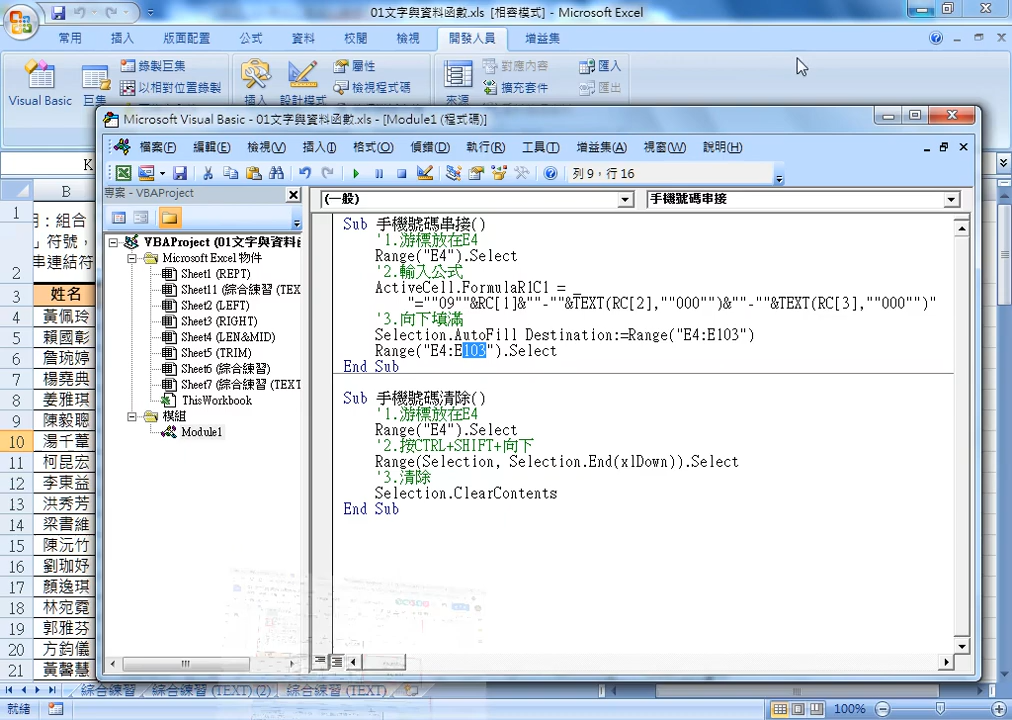 01文字與資料函數.xls [相容模式] - Microsoft Excel
常用 插入 版面配置 公式 資料 校閱 檢視 開發人員 增益集
Visual Basic 巨集 錄製巨集 以相對位置錄製 插入 設計模式 屬性 檢視程式碼 來源 對應內容 擴充套件 匯入 匯出
Microsoft Visual Basic - 01文字與資料函數.xls - [Module1 (程式碼)]
檔案(F) 編輯(E) 檢視(V) 插入(I) 格式(O) 偵錯(D) 執行(R) 工具(T) 增益集(A) 視窗(W) 說明(H)
列 9，行 16
專案 - VBAProject
(一般) 手機號碼串接
VBAProject (01文字與資料函
Microsoft Excel 物件
Sheet1 (REPT)
Sheet11 (綜合練習 (TEX
Sheet2 (LEFT)
Sheet3 (RIGHT)
Sheet4 (LEN&MID)
Sheet5 (TRIM)
Sheet6 (綜合練習)
Sheet7 (綜合練習 (TEXT
ThisWorkbook
模組
Module1
Sub 手機號碼串接()
'1.游標放在E4
Range("E4").Select
'2.輸入公式
ActiveCell.FormulaR1C1 = _
"=""09""&RC[1]&""-""&TEXT(RC[2],""000"")&""-""&TEXT(RC[3],""000"")"
'3.向下填滿
Selection.AutoFill Destination:=Range("E4:E103")
Range("E4:E103").Select
End Sub
Sub 手機號碼清除()
'1.游標放在E4
Range("E4").Select
'2.按CTRL+SHIFT+向下
Range(Selection, Selection.End(xlDown)).Select
'3.清除
Selection.ClearContents
End Sub
K
B
1 用：組合
」符號，
2 串連結符
3 姓名
4 黃佩玲
5 賴國彰
6 詹琬婷
7 楊堯典
8 姜雅琪
9 陳毅聰
10 湯千葦
11 柯昆宏
12 李東益
13 洪秀芳
14 梁書維
15 陳沅竹
16 劉珈妤
17 顏逸琪
18 林宛霓
19 郭雅芬
20 方鈞儀
21 黃馨慧
綜合練習 綜合練習 (TEXT) (2) 綜合練習 (TEXT)
就緒 100%